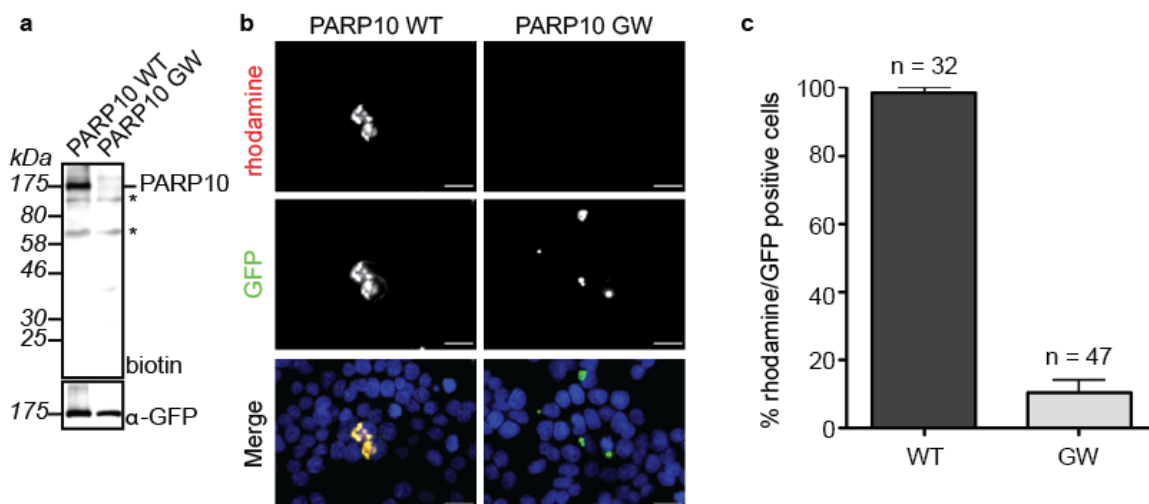 a
PARP10 WT
PARP10 GW
kDa
175
PARP10
*
80
*
58
46
30
25
biotin
175
α-GFP
b
PARP10 WT
PARP10 GW
rhodamine
GFP
Merge
c
% rhodamine/GFP positive cells
100
80
60
40
20
0
n = 32
n = 47
WT
GW